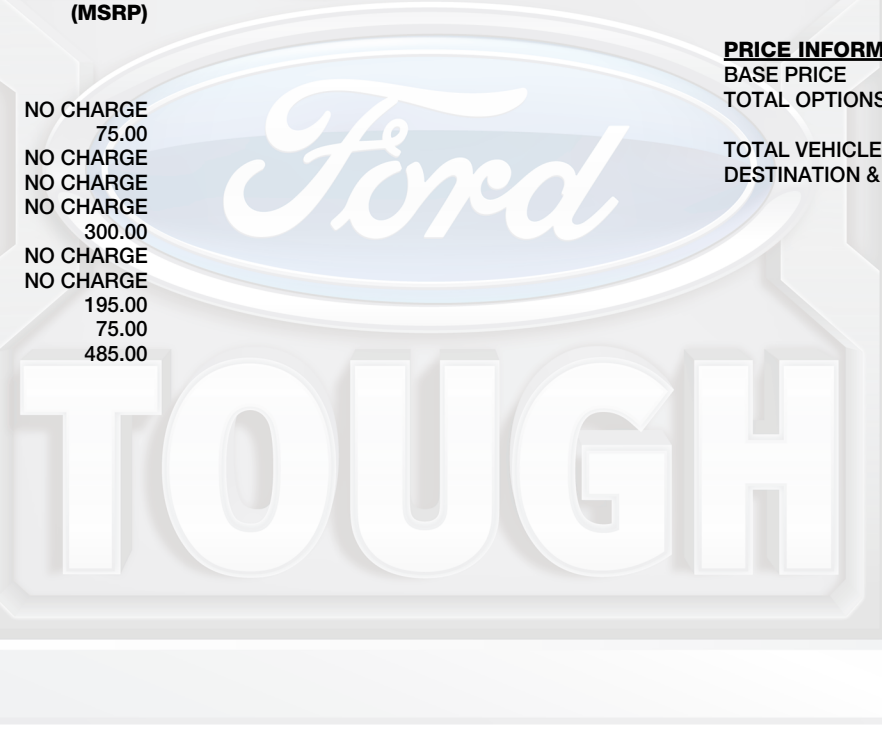 (MSRP)
NO CHARGE
75.00
NO CHARGE
NO CHARGE
NO CHARGE
300.00
NO CHARGE
NO CHARGE
195.00
75.00
485.00
PRICE INFORM
BASE PRICE
TOTAL OPTIONS
TOTAL VEHICLE
DESTINATION &
Ford
TOUGH